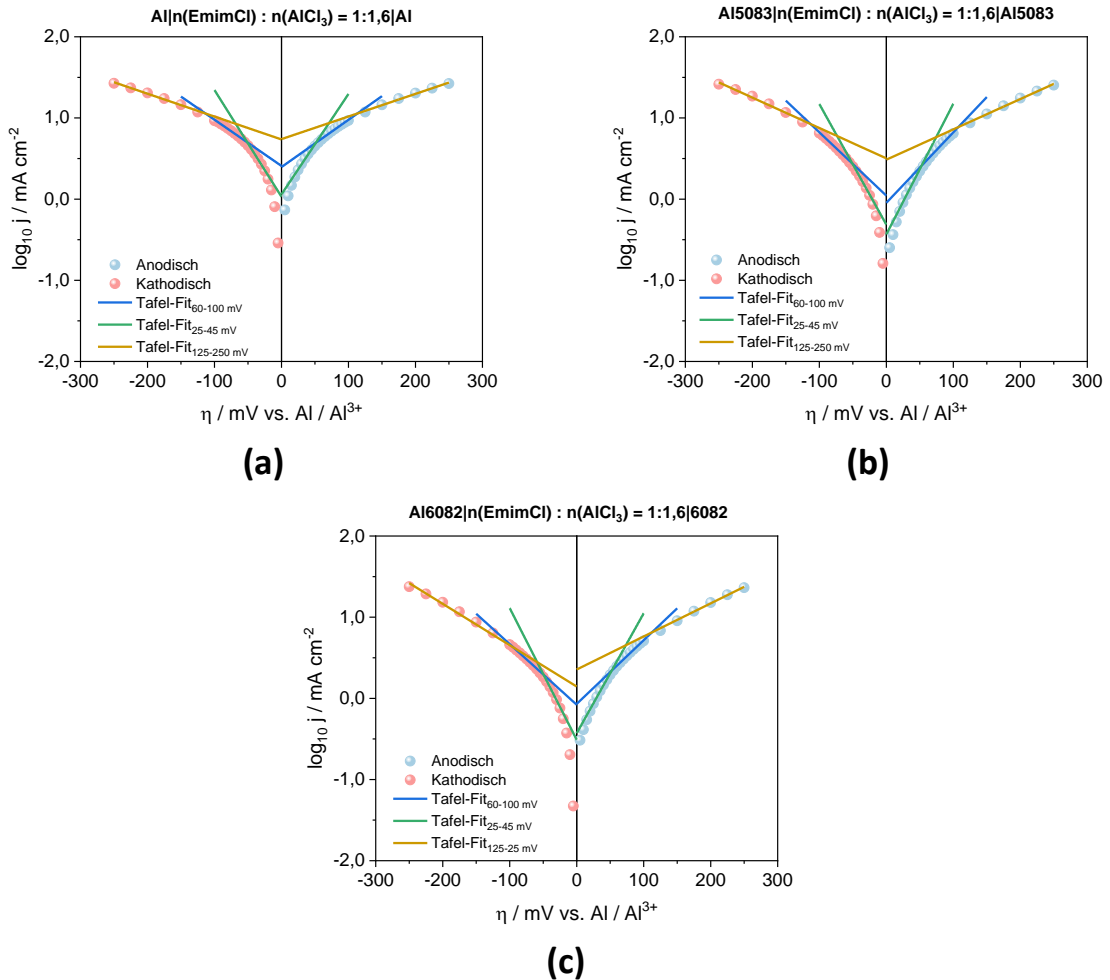 Al|n(EmimCl) : n(AlCl₃) = 1:1,6|Al
2,0
1,0
0,0
-1,0
-2,0
log₁₀ j / mA cm⁻²
Anodisch
Kathodisch
Tafel-Fit₆₀₋₁₀₀ ₘᵥ
Tafel-Fit₂₅₋₄₅ ₘᵥ
Tafel-Fit₁₂₅₋₂₅₀ ₘᵥ
-300 -200 -100 0 100 200 300
η / mV vs. Al / Al³⁺
(a)
Al5083|n(EmimCl) : n(AlCl₃) = 1:1,6|Al5083
2,0
1,0
0,0
-1,0
-2,0
log₁₀ j / mA cm⁻²
Anodisch
Kathodisch
Tafel-Fit₆₀₋₁₀₀ ₘᵥ
Tafel-Fit₂₅₋₄₅ ₘᵥ
Tafel-Fit₁₂₅₋₂₅₀ ₘᵥ
-300 -200 -100 0 100 200 300
η / mV vs. Al / Al³⁺
(b)
Al6082|n(EmimCl) : n(AlCl₃) = 1:1,6|6082
2,0
1,0
0,0
-1,0
-2,0
log₁₀ j / mA cm⁻²
Anodisch
Kathodisch
Tafel-Fit₆₀₋₁₀₀ ₘᵥ
Tafel-Fit₂₅₋₄₅ ₘᵥ
Tafel-Fit₁₂₅₋₂₅ ₘᵥ
-300 -200 -100 0 100 200 300
η / mV vs. Al / Al³⁺
(c)